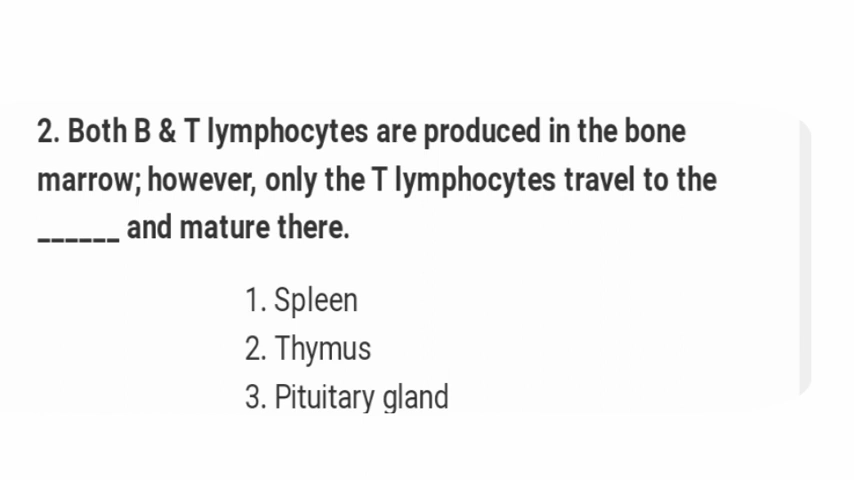 2. Both B & T lymphocytes are produced in the bone
marrow; however, only the T lymphocytes travel to the
______ and mature there.
1. Spleen
2. Thymus
3. Pituitary gland